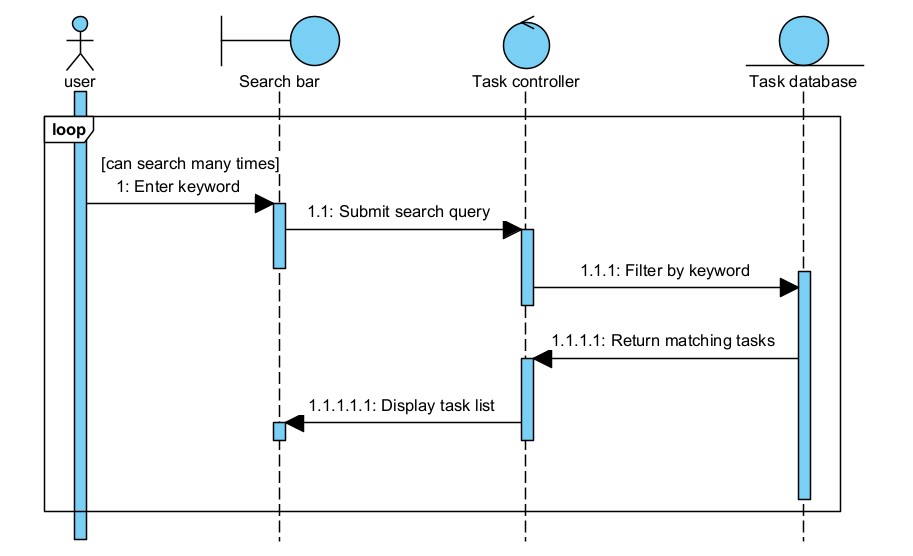 user
Search bar
Task controller
Task database
loop
[can search many times]
1: Enter keyword
1.1: Submit search query
1.1.1: Filter by keyword
1.1.1.1: Return matching tasks
1.1.1.1.1: Display task list